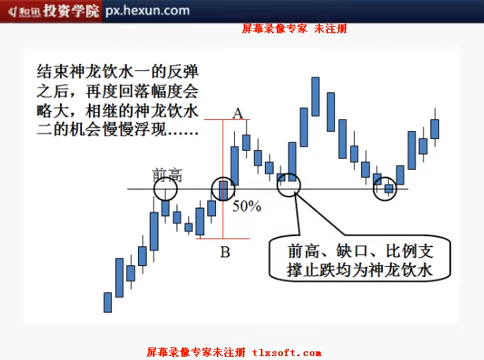 和讯 投资学院 px.hexun.com
屏幕录像专家 未注册
结束神龙饮水一的反弹
之后，再度回落幅度会
略大，相继的神龙饮水
二的机会慢慢浮现……
A
前高
50%
B
前高、缺口、比例支
撑止跌均为神龙饮水
屏幕录像专家未注册 tlxsoft.com